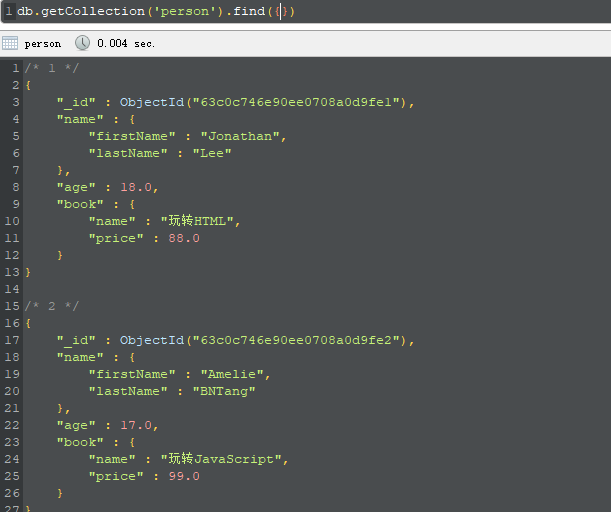 1 db.getCollection('person').find({})
person 0.004 sec.
1 /* 1 */
2 {
3     "_id" : ObjectId("63c0c746e90ee0708a0d9fe1"),
4     "name" : {
5         "firstName" : "Jonathan",
6         "lastName" : "Lee"
7     },
8     "age" : 18.0,
9     "book" : {
10         "name" : "玩转HTML",
11         "price" : 88.0
12     }
13 }
14
15 /* 2 */
16 {
17     "_id" : ObjectId("63c0c746e90ee0708a0d9fe2"),
18     "name" : {
19         "firstName" : "Amelie",
20         "lastName" : "BNTang"
21     },
22     "age" : 17.0,
23     "book" : {
24         "name" : "玩转JavaScript",
25         "price" : 99.0
26     }
27 }